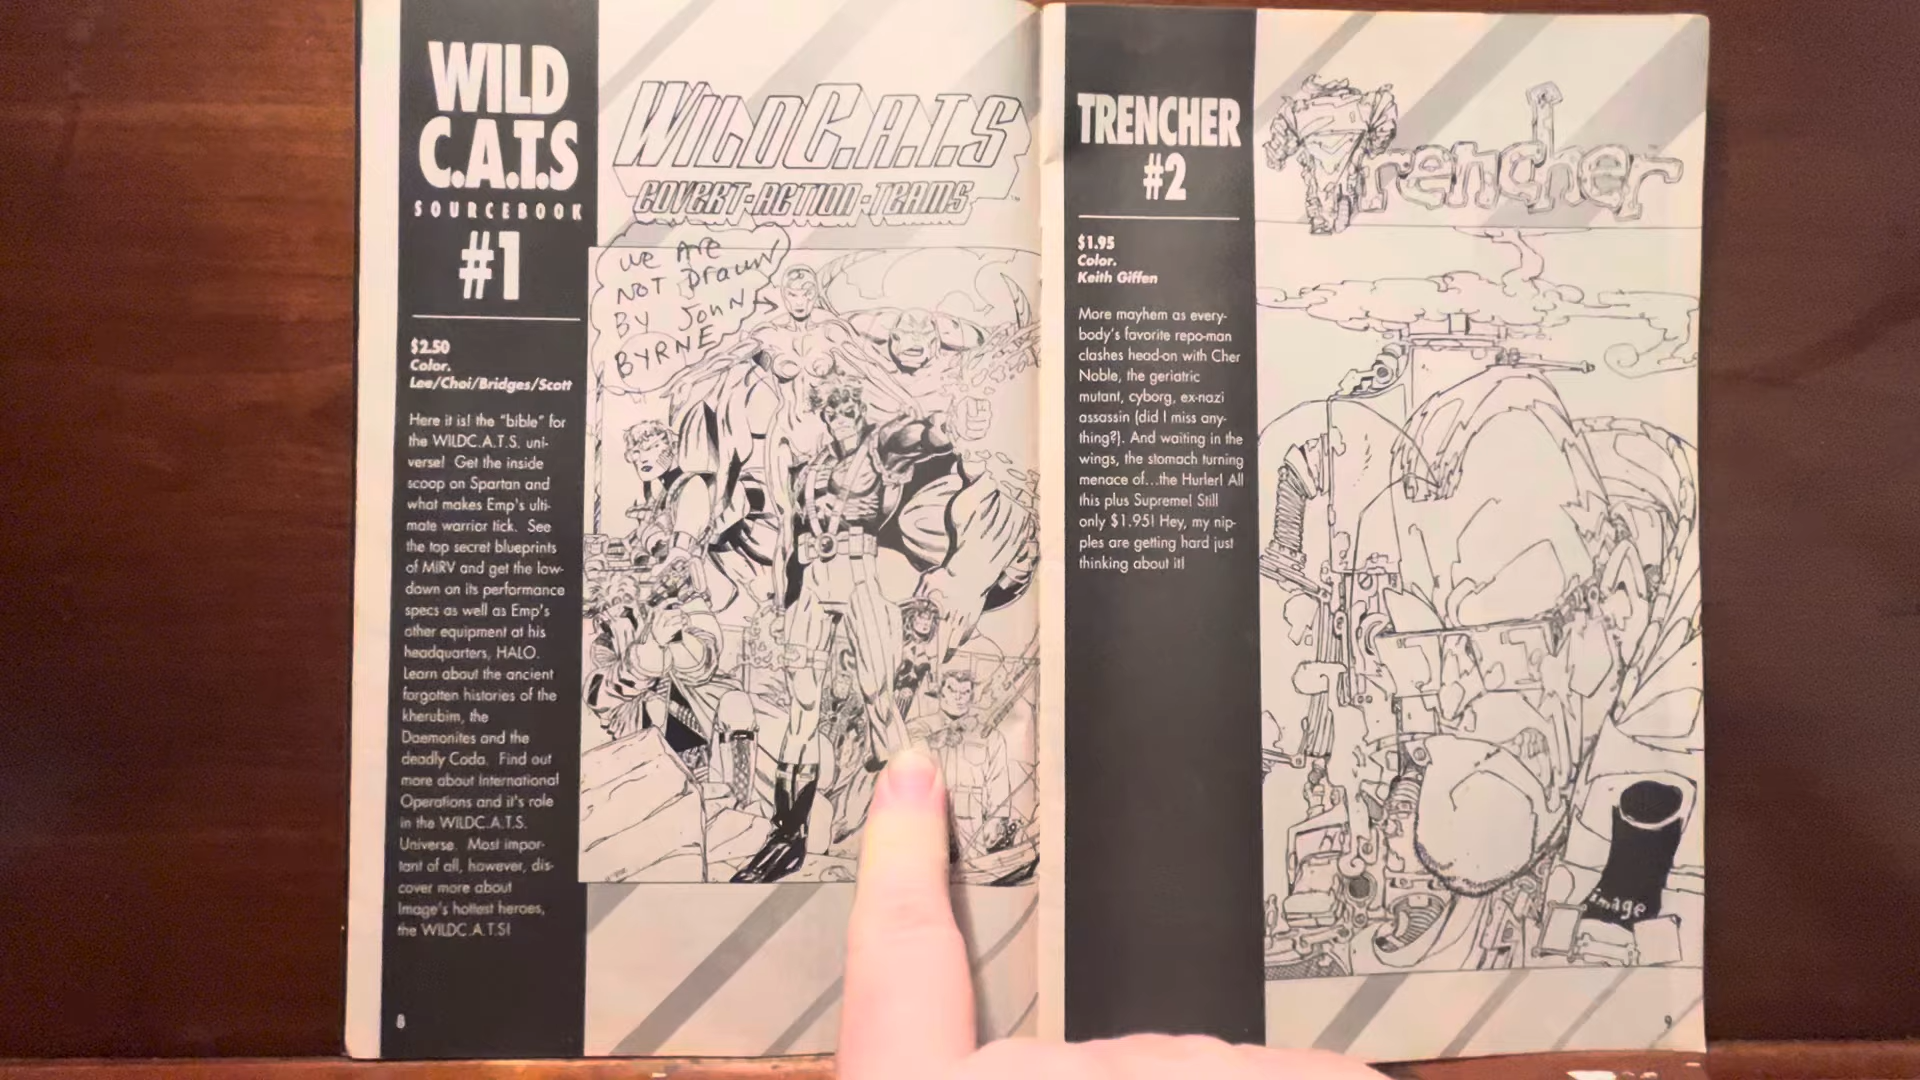 WILD
C.A.T.S
SOURCEBOOK
#1
$2.50
Color.
Lee/Choi/Bridges/Scott
Here it is! the "bible" for
the WILDC.A.T.S. uni-
verse! Get the inside
scoop on Spartan and
what makes Emp's ulti-
mate warrior tick. See
the top secret blueprints
of MIRV and get the low-
down on its performance
specs as well as Emp's
other equipment at his
headquarters, HALO.
Learn about the ancient
forgotten histories of the
kherubim, the
Daemonites and the
deadly Coda. Find out
more about International
Operations and it's role
in the WILDC.A.T.S.
Universe. Most impor-
tant of all, however, dis-
cover more about
Image's hottest heroes,
the WILDC.A.T.S!
8
WILDC.A.T.S
COVERT-ACTION-TEAMS
we Are
NOT Drawn
By John
BYRNE
TRENCHER
#2
$1.95
Color.
Keith Giffen
More mayhem as every-
body's favorite repo-man
clashes head-on with Cher
Noble, the geriatric
mutant, cyborg, ex-nazi
assassin (did I miss any-
thing?). And waiting in the
wings, the stomach turning
menace of...the Hurler! All
this plus Supreme! Still
only $1.95! Hey, my nip-
ples are getting hard just
thinking about it!
Trencher
image
9